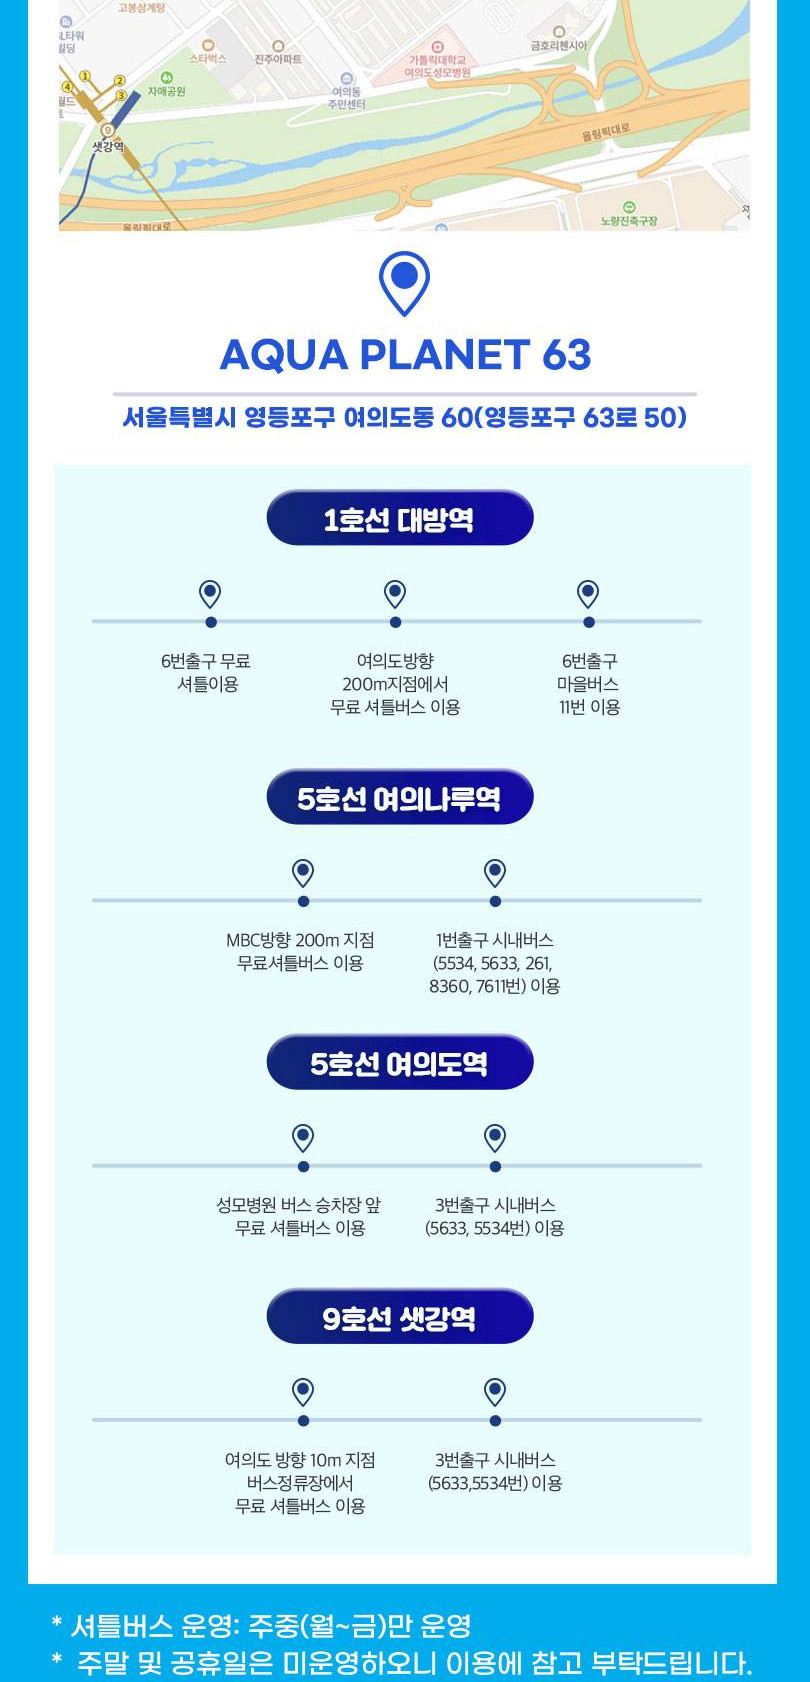 고봉삼계탕
LL타워
빌딩
스타벅스
진주아파트
가톨릭대학교
여의도성모병원
금호리첸시아
1
2
3
4
자매공원
여의동
주민센터
월드
9
샛강역
올림픽대로
올림픽대로
노량진축구장
AQUA PLANET 63
서울특별시 영등포구 여의도동 60(영등포구 63로 50)
1호선 대방역
6번출구 무료
셔틀이용
여의도방향
200m지점에서
무료 셔틀버스 이용
6번출구
마을버스
11번 이용
5호선 여의나루역
MBC방향 200m 지점
무료셔틀버스 이용
1번출구 시내버스
(5534, 5633, 261,
8360, 7611번) 이용
5호선 여의도역
성모병원 버스 승차장 앞
무료 셔틀버스 이용
3번출구 시내버스
(5633, 5534번) 이용
9호선 샛강역
여의도 방향 10m 지점
버스정류장에서
무료 셔틀버스 이용
3번출구 시내버스
(5633,5534번) 이용
* 셔틀버스 운영: 주중(월~금)만 운영
* 주말 및 공휴일은 미운영하오니 이용에 참고 부탁드립니다.